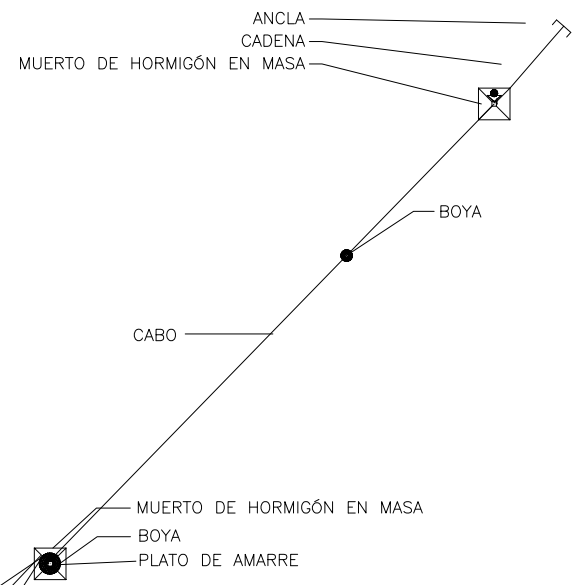 ANCLA
CADENA
MUERTO DE HORMIGÓN EN MASA
BOYA
CABO
MUERTO DE HORMIGÓN EN MASA
BOYA
PLATO DE AMARRE